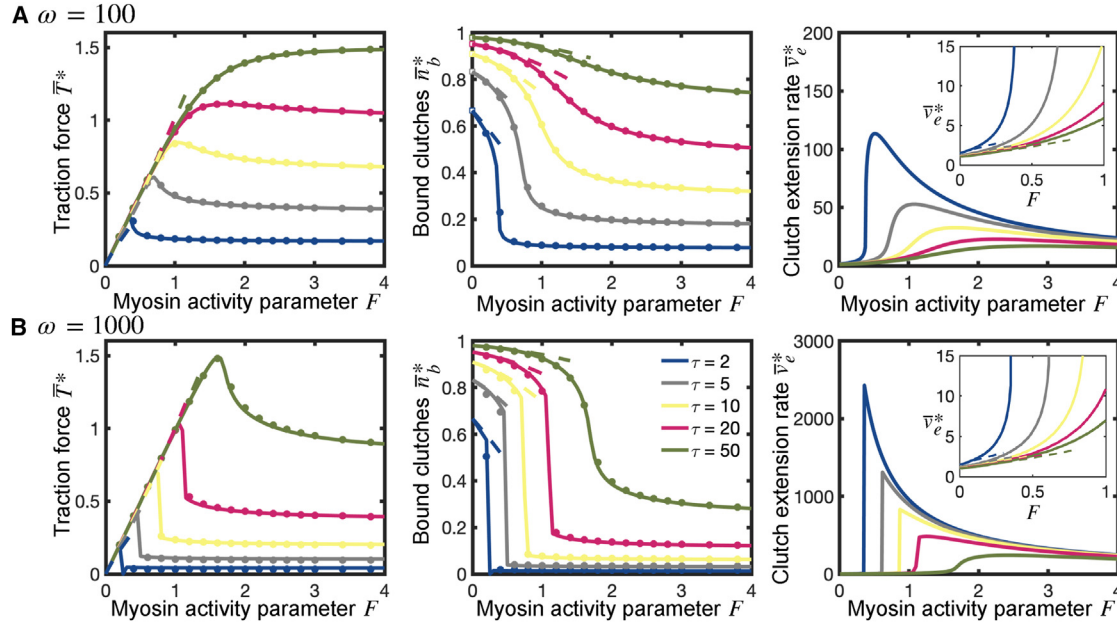 A ω = 100
Traction force T̅*
1.5
1
0.5
0
0 1 2 3 4
Myosin activity parameter F
Bound clutches n̅*b
1
0.8
0.6
0.4
0.2
0
0 1 2 3 4
Myosin activity parameter F
Clutch extension rate v̅*e
200
150
100
50
0
0 1 2 3 4
Myosin activity parameter F
v̅*e
15
10
5
1
0 0.5 1
F
B ω = 1000
Traction force T̅*
1.5
1
0.5
0
0 1 2 3 4
Myosin activity parameter F
Bound clutches n̅*b
1
0.8
0.6
0.4
0.2
0
0 1 2 3 4
Myosin activity parameter F
τ = 2
τ = 5
τ = 10
τ = 20
τ = 50
Clutch extension rate v̅*e
3000
2500
2000
1000
0
0 1 2 3 4
Myosin activity parameter F
v̅*e
15
10
5
1
0 0.5 1
F